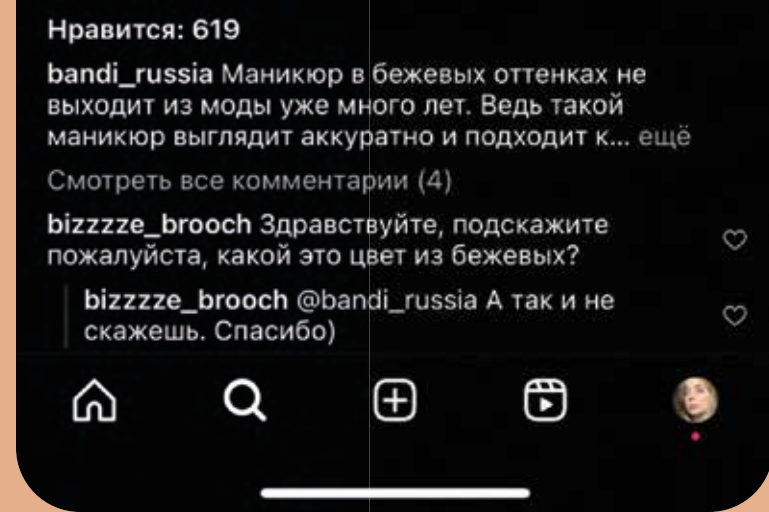 Нравится: 619
bandi_russia Маникюр в бежевых оттенках не
выходит из моды уже много лет. Ведь такой
маникюр выглядит аккуратно и подходит к... ещё
Смотреть все комментарии (4)
bizzzze_brooch Здравствуйте, подскажите
пожалуйста, какой это цвет из бежевых?
bizzzze_brooch @bandi_russia А так и не
скажешь. Спасибо)